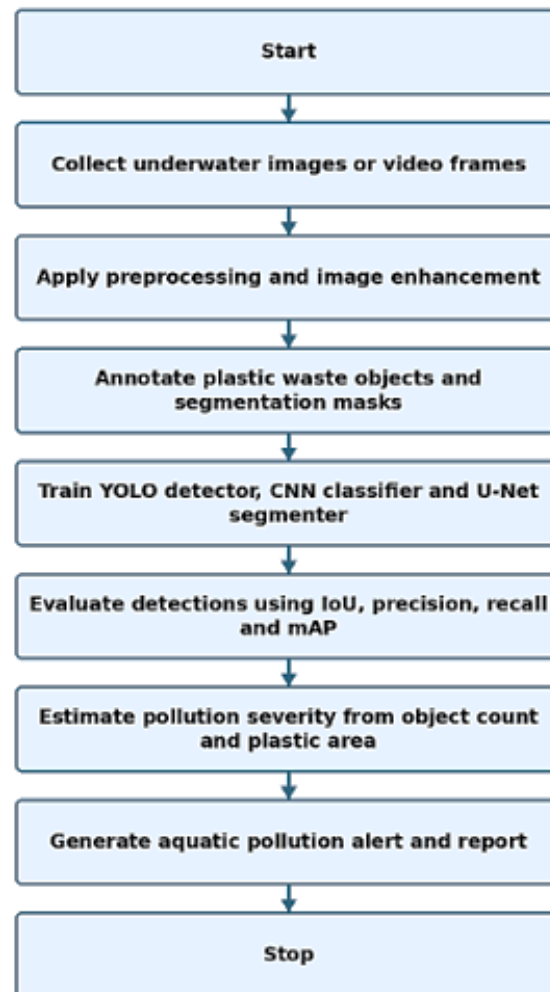 Start
Collect underwater images or video frames
Apply preprocessing and image enhancement
Annotate plastic waste objects and
segmentation masks
Train YOLO detector, CNN classifier and U-Net
segmenter
Evaluate detections using IoU, precision, recall
and mAP
Estimate pollution severity from object count
and plastic area
Generate aquatic pollution alert and report
Stop